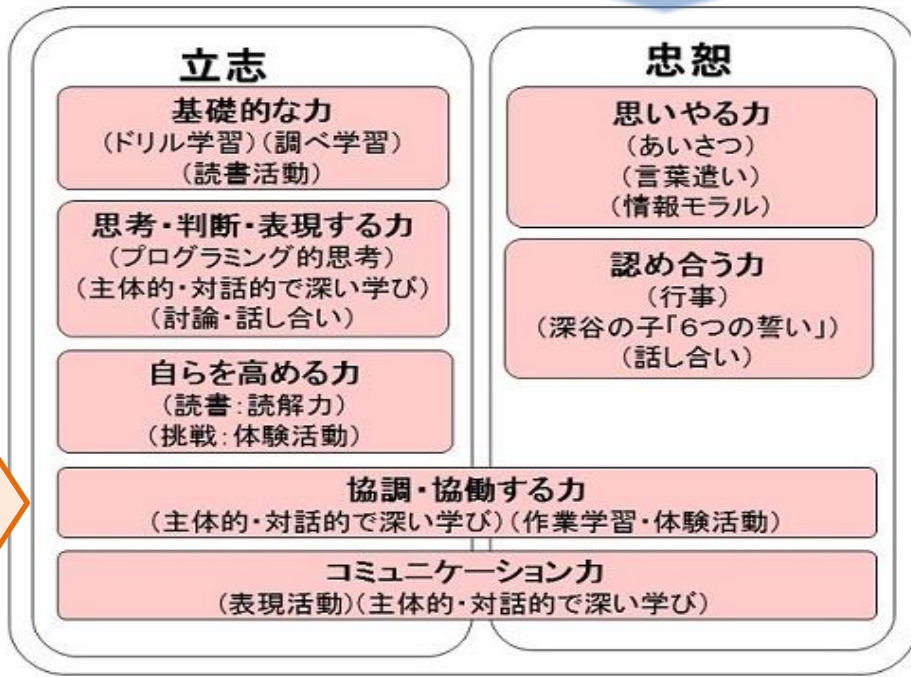 立志
基礎的な力
(ドリル学習)(調べ学習)
(読書活動)
思考・判断・表現する力
(プログラミング的思考)
(主体的・対話的で深い学び)
(討論・話し合い)
自らを高める力
(読書:読解力)
(挑戦:体験活動)
忠恕
思いやる力
(あいさつ)
(言葉遣い)
(情報モラル)
認め合う力
(行事)
(深谷の子「6つの誓い」)
(話し合い)
協調・協働する力
(主体的・対話的で深い学び)(作業学習・体験活動)
コミュニケーション力
(表現活動)(主体的・対話的で深い学び)